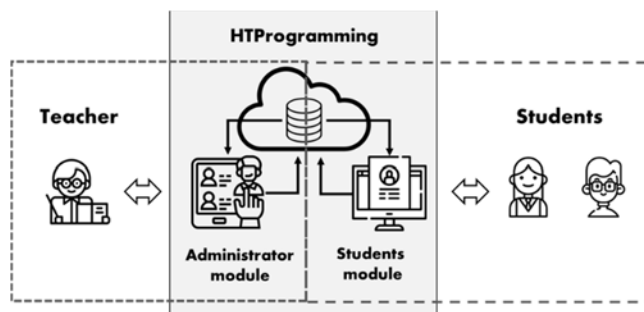 HTProgramming
Teacher
Students
Administrator
module
Students
module